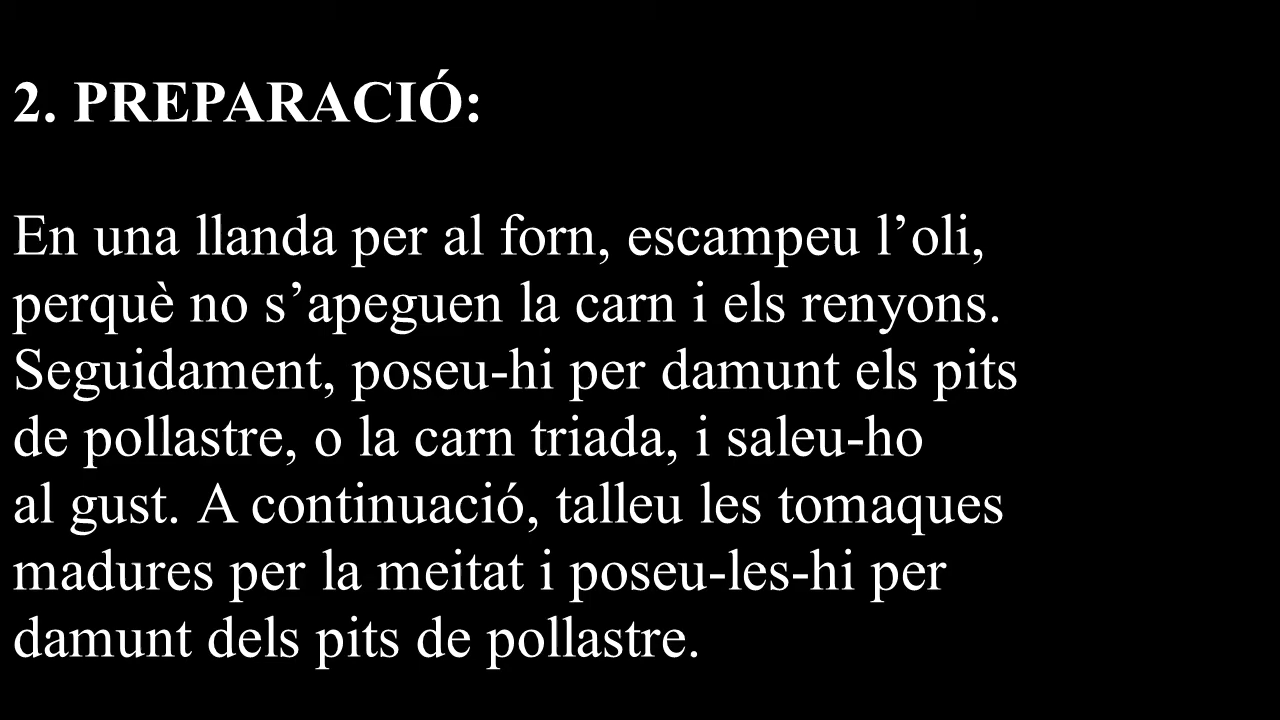 2. PREPARACIÓ:
En una llanda per al forn, escampeu l’oli,
perquè no s’apeguen la carn i els renyons.
Seguidament, poseu-hi per damunt els pits
de pollastre, o la carn triada, i saleu-ho
al gust. A continuació, talleu les tomaques
madures per la meitat i poseu-les-hi per
damunt dels pits de pollastre.